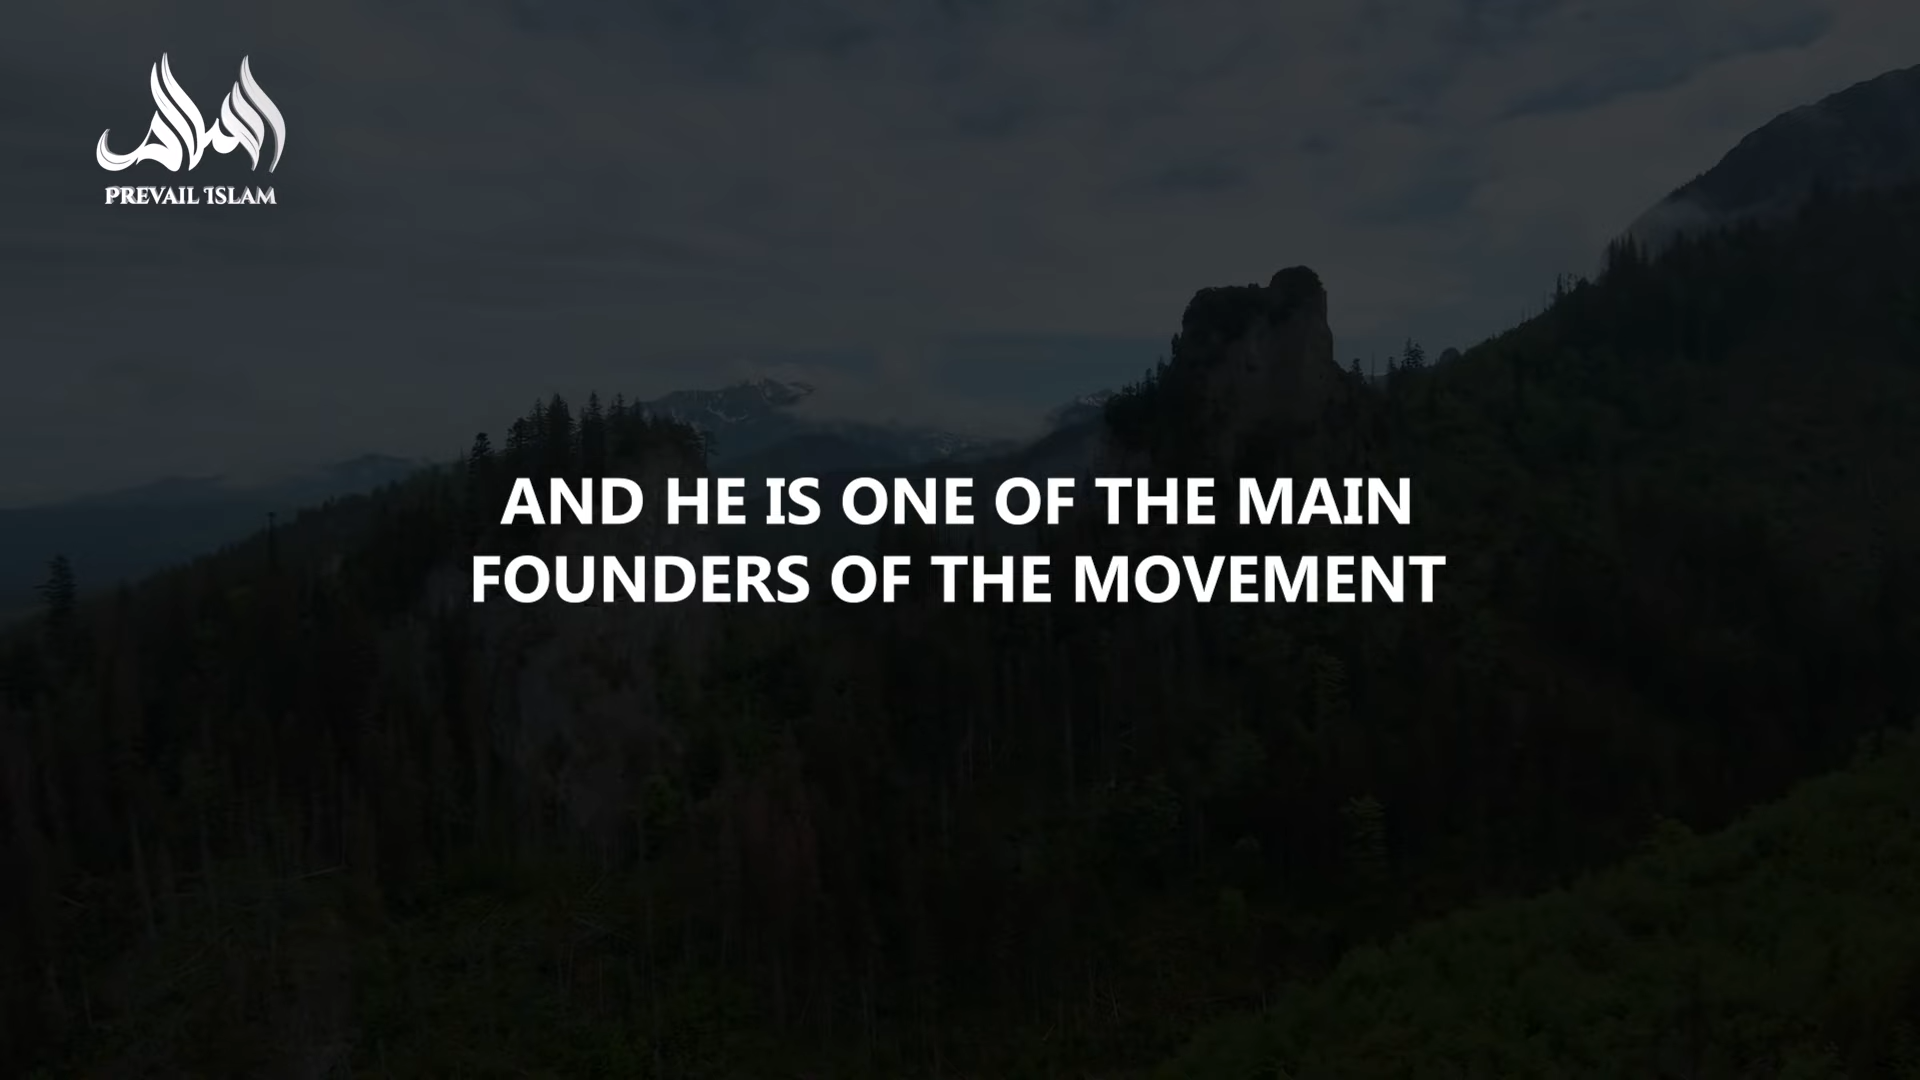 PREVAIL ISLAM
AND HE IS ONE OF THE MAIN
FOUNDERS OF THE MOVEMENT